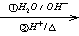 ①H₂O / OH⁻
②H⁺/△